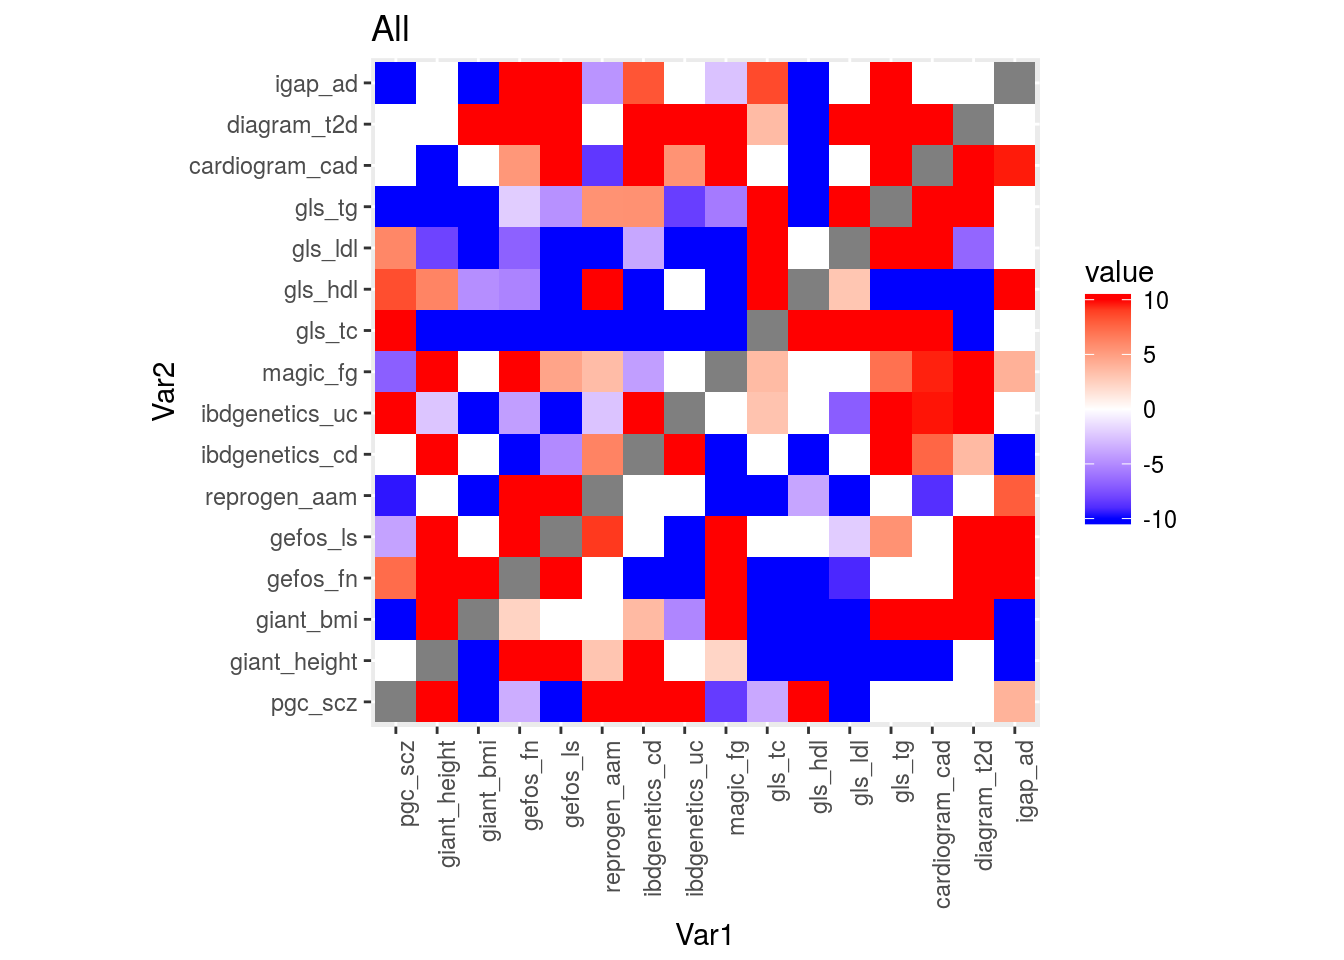 All
igap_ad
diagram_t2d
cardiogram_cad
gls_tg
gls_ldl
gls_hdl
gls_tc
magic_fg
ibdgenetics_uc
ibdgenetics_cd
reprogen_aam
gefos_ls
gefos_fn
giant_bmi
giant_height
pgc_scz
Var2
pgc_scz
giant_height
giant_bmi
gefos_fn
gefos_ls
reprogen_aam
ibdgenetics_cd
ibdgenetics_uc
magic_fg
gls_tc
gls_hdl
gls_ldl
gls_tg
cardiogram_cad
diagram_t2d
igap_ad
Var1
value
10
5
0
-5
-10